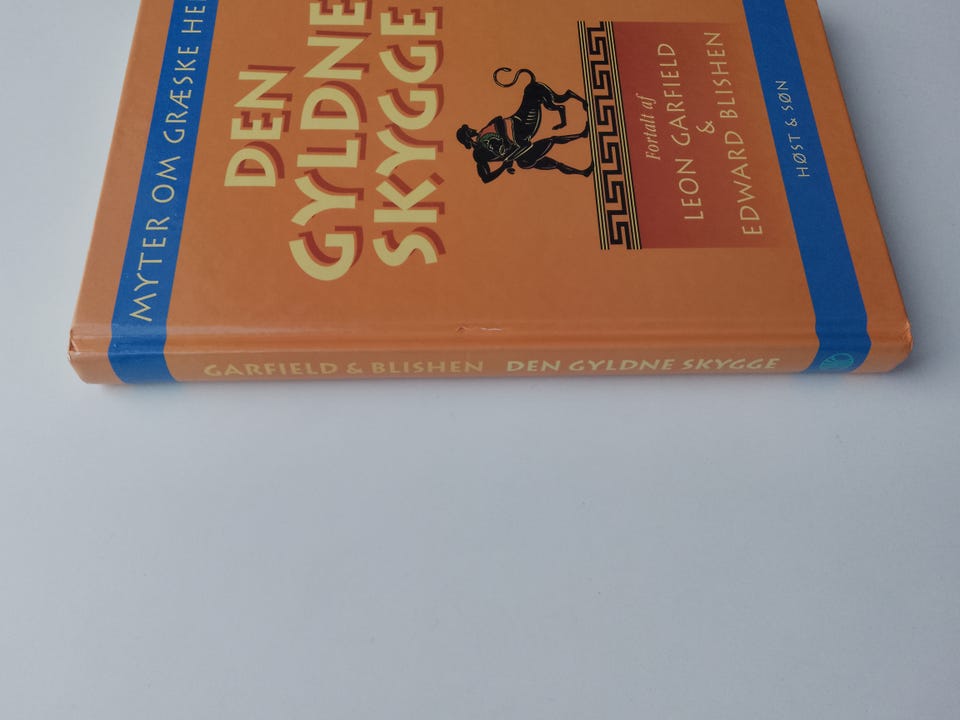 MYTER OM GRÆSKE
DEN
GYLDNE
SKYGGE
Fortalt af
LEON GARFIELD
&
EDWARD BLISHEN
HØST & SØN
GARFIELD & BLISHEN DEN GYLDNE SKYGGE